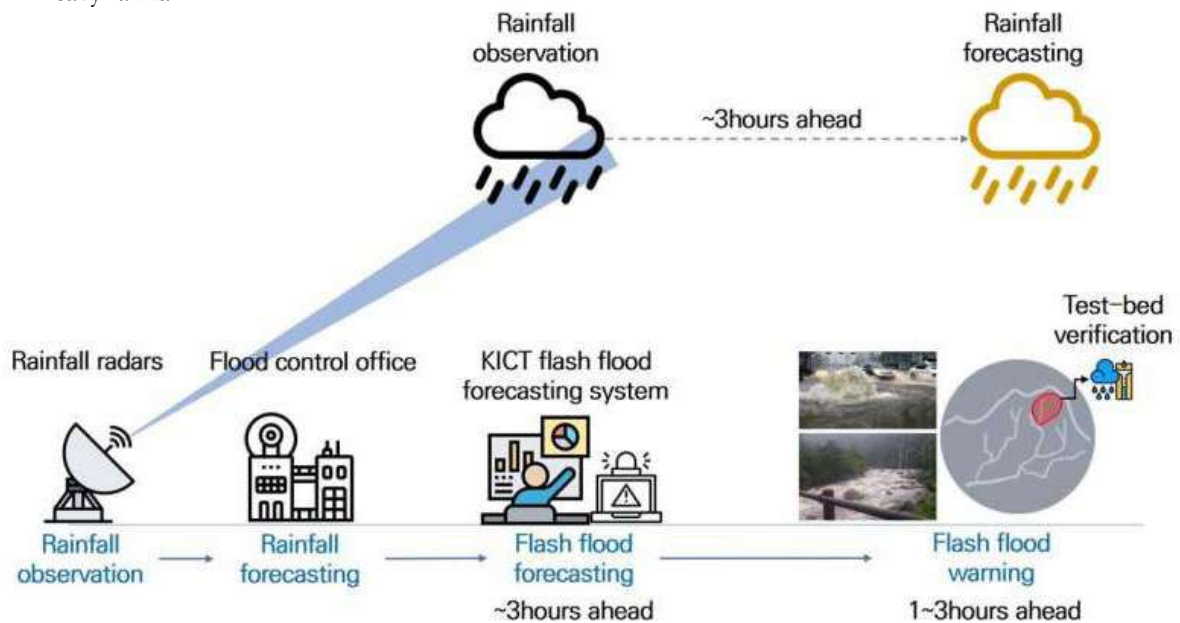 Rainfall
observation
Rainfall
forecasting
~3hours ahead
Test-bed
verification
Rainfall radars
Flood control office
KICT flash flood
forecasting system
Rainfall
observation
Rainfall
forecasting
Flash flood
forecasting
Flash flood
warning
~3hours ahead
1~3hours ahead